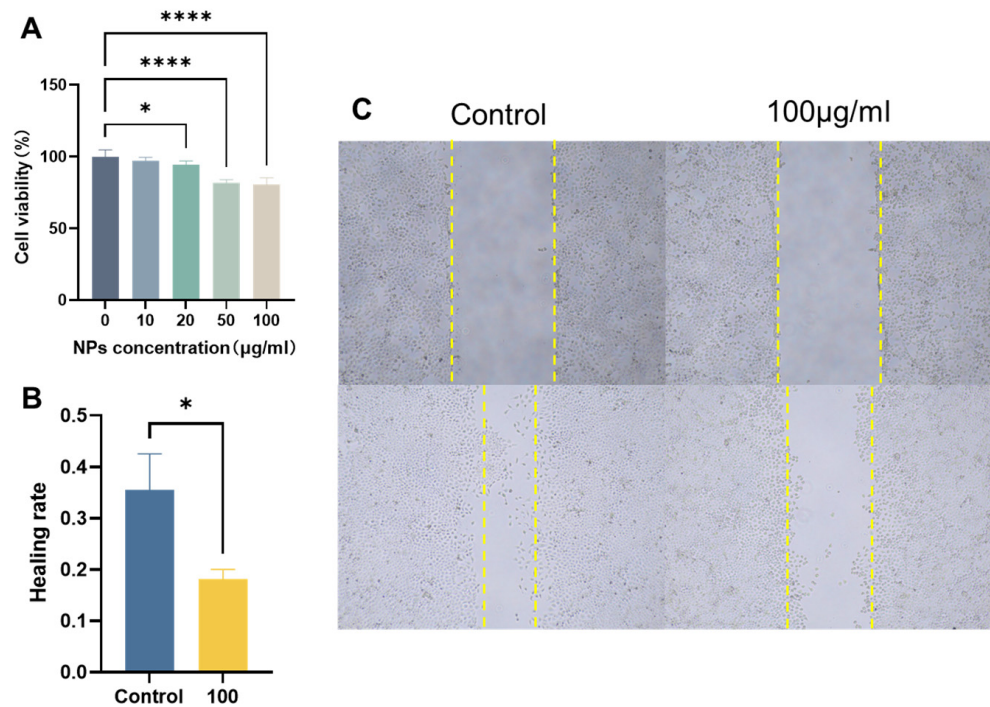 A
****
****
*
150
100
50
0
Cell viability(%)
0 10 20 50 100
NPs concentration(μg/ml)
B
*
0.5
0.4
0.3
0.2
0.1
0.0
Healing rate
Control 100
C
Control 100μg/ml